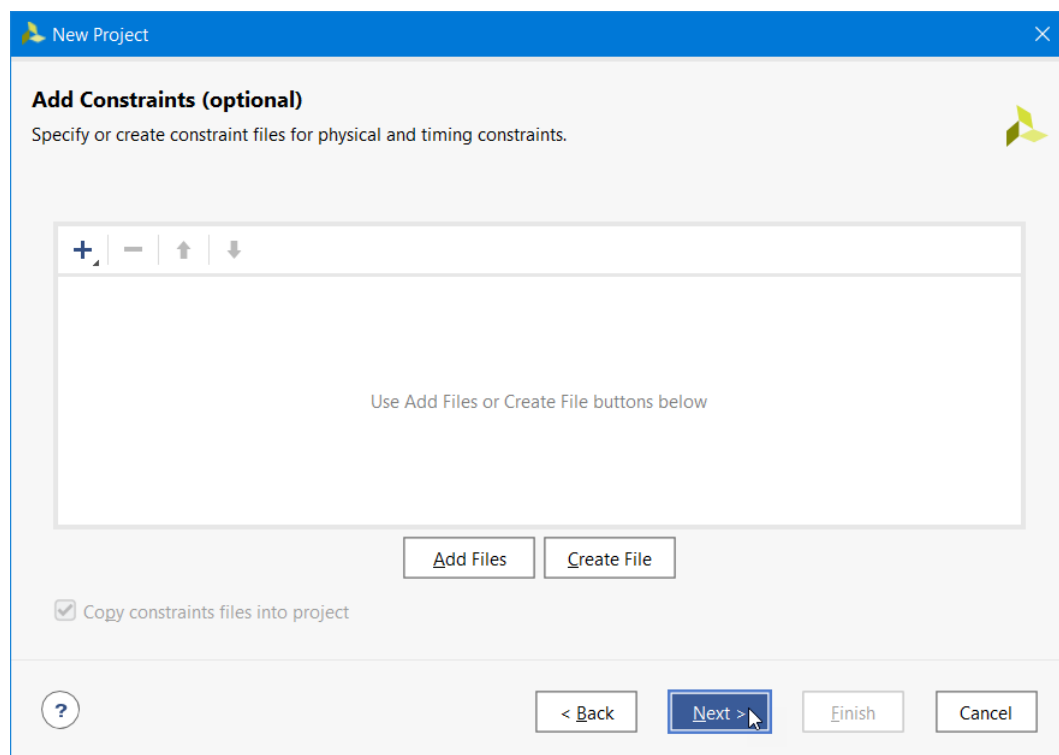 New Project
Add Constraints (optional)
Specify or create constraint files for physical and timing constraints.
Use Add Files or Create File buttons below
Add Files Create File
Copy constraints files into project
? < Back Next > Finish Cancel